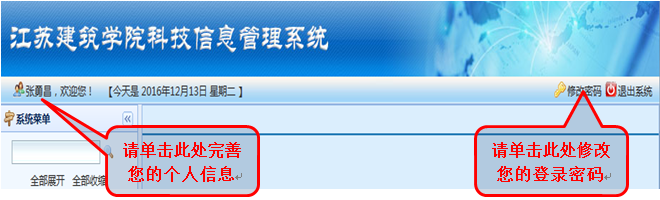 江苏建筑学院科技信息管理系统
张勇昌，欢迎您！ 【今天是 2016年12月13日 星期二 】 修改密码 退出系统
系统菜单
请单击此处完善
您的个人信息
请单击此处修改
您的登录密码
全部展开 全部收缩